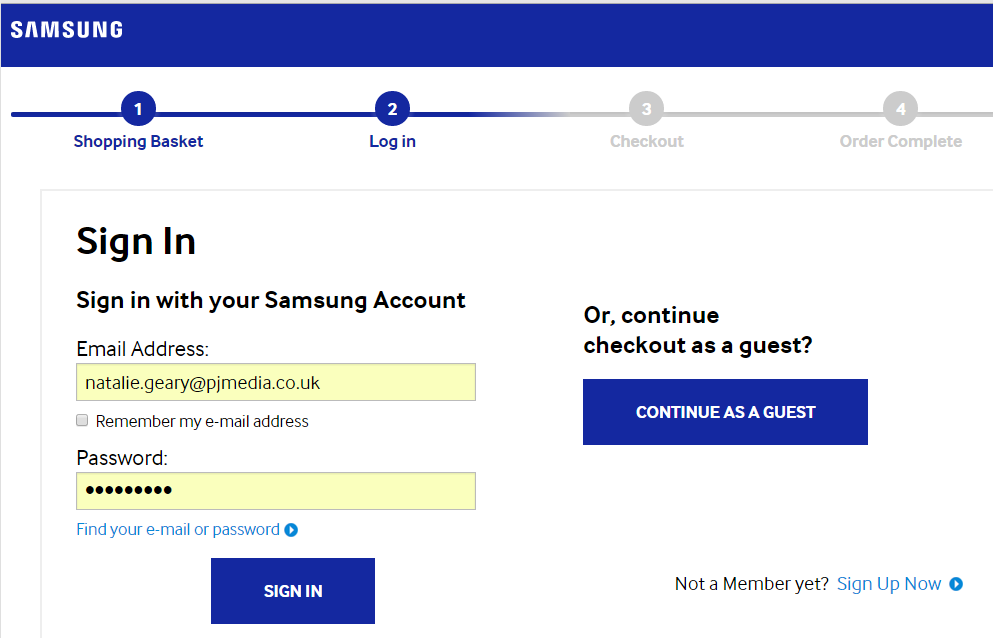 SAMSUNG
1 2 3 4
Shopping Basket Log in Checkout Order Complete
Sign In
Sign in with your Samsung Account
Email Address:
natalie.geary@pjmedia.co.uk
Remember my e-mail address
Password:
•••••••••
Find your e-mail or password
SIGN IN
Or, continue
checkout as a guest?
CONTINUE AS A GUEST
Not a Member yet? Sign Up Now